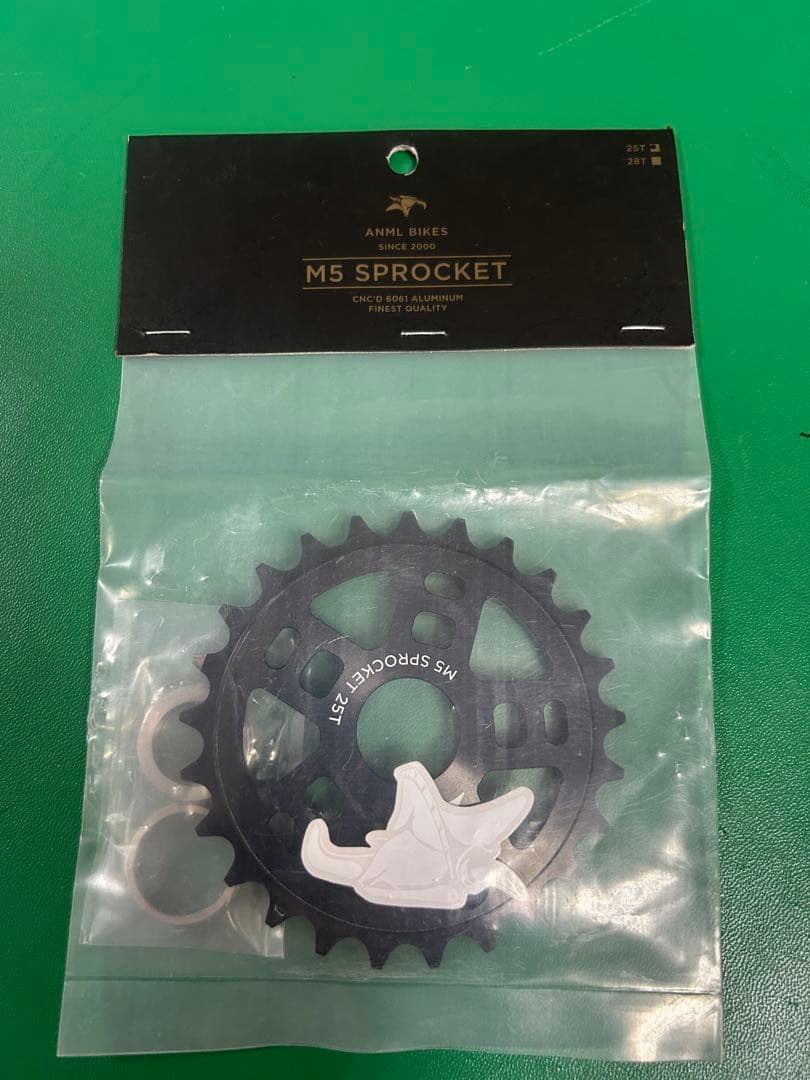 25T
28T
ANML BIKES
SINCE 2000
M5 SPROCKET
CNC'D 6061 ALUMINUM
FINEST QUALITY
M5 SPROCKET 25T